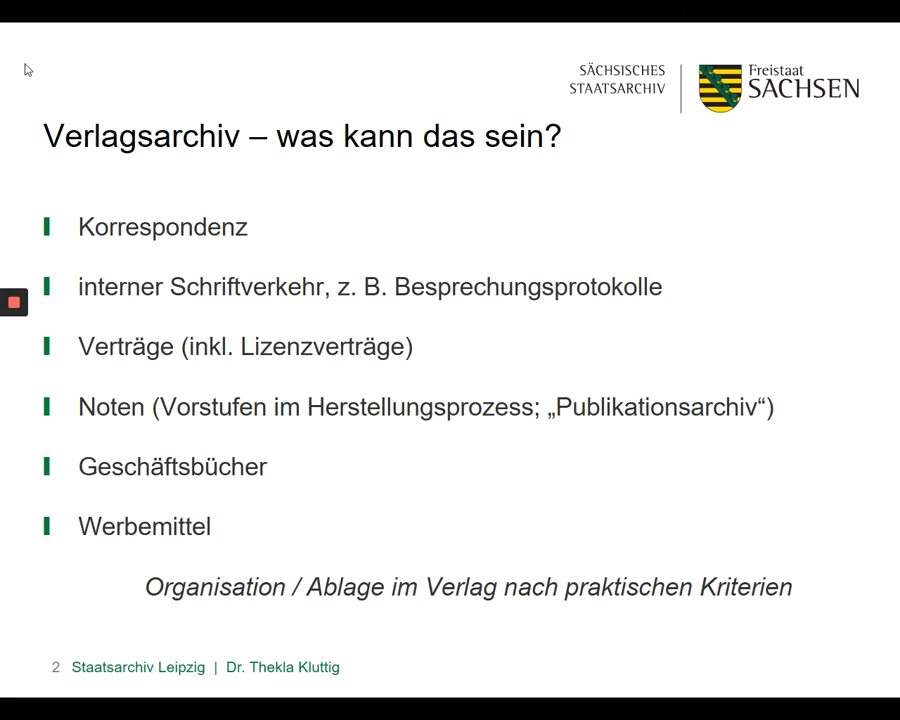 SÄCHSISCHES
STAATSARCHIV
Freistaat
SACHSEN
Verlagsarchiv – was kann das sein?
Korrespondenz
interner Schriftverkehr, z. B. Besprechungsprotokolle
Verträge (inkl. Lizenzverträge)
Noten (Vorstufen im Herstellungsprozess; „Publikationsarchiv“)
Geschäftsbücher
Werbemittel
Organisation / Ablage im Verlag nach praktischen Kriterien
2 Staatsarchiv Leipzig | Dr. Thekla Kluttig